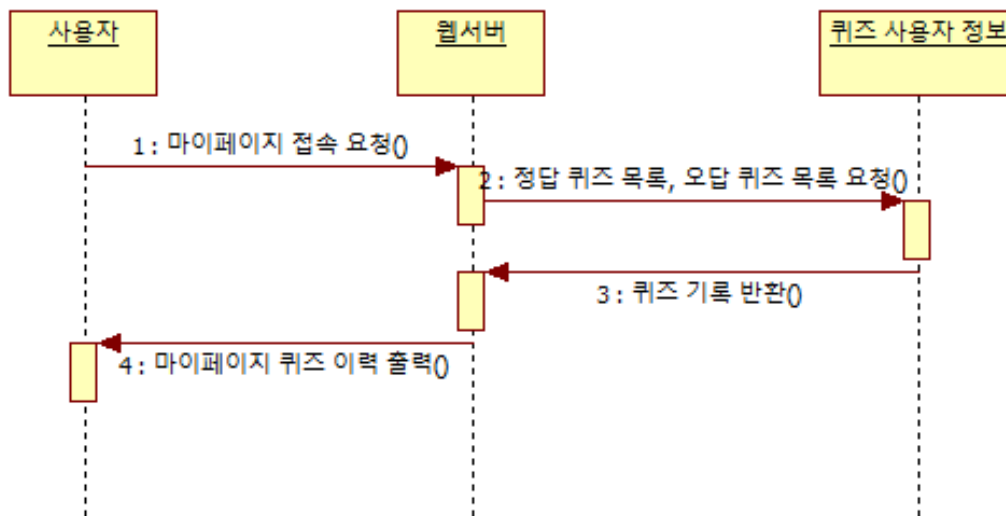 사용자
웹서버
퀴즈 사용자 정보
1 : 마이페이지 접속 요청()
2 : 정답 퀴즈 목록, 오답 퀴즈 목록 요청()
3 : 퀴즈 기록 반환()
4 : 마이페이지 퀴즈 이력 출력()